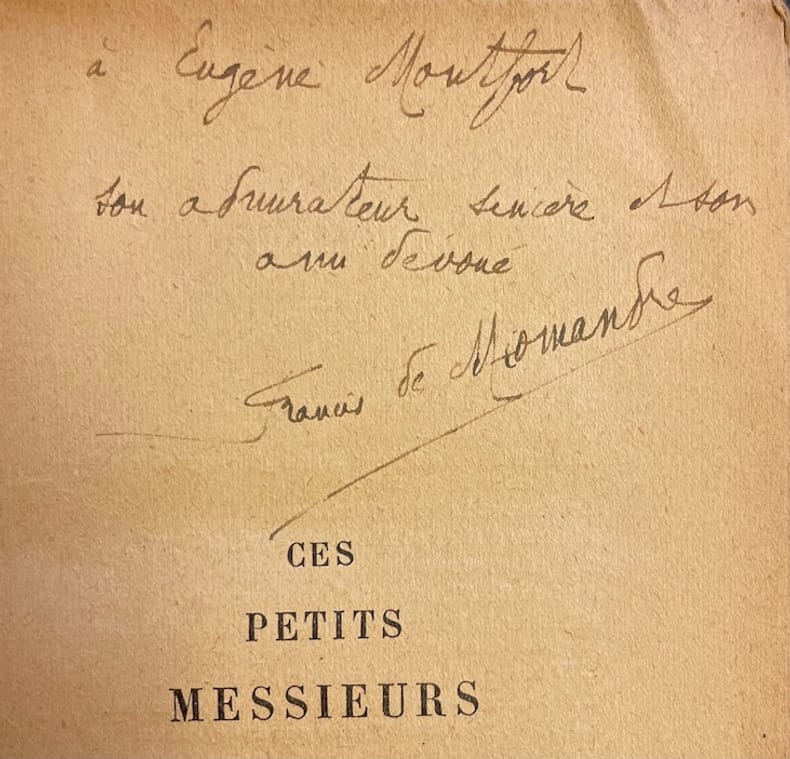 à Eugène Montfort
son admirateur sincère et son
ami dévoué
Francis de Miomandre
CES
PETITS
MESSIEURS